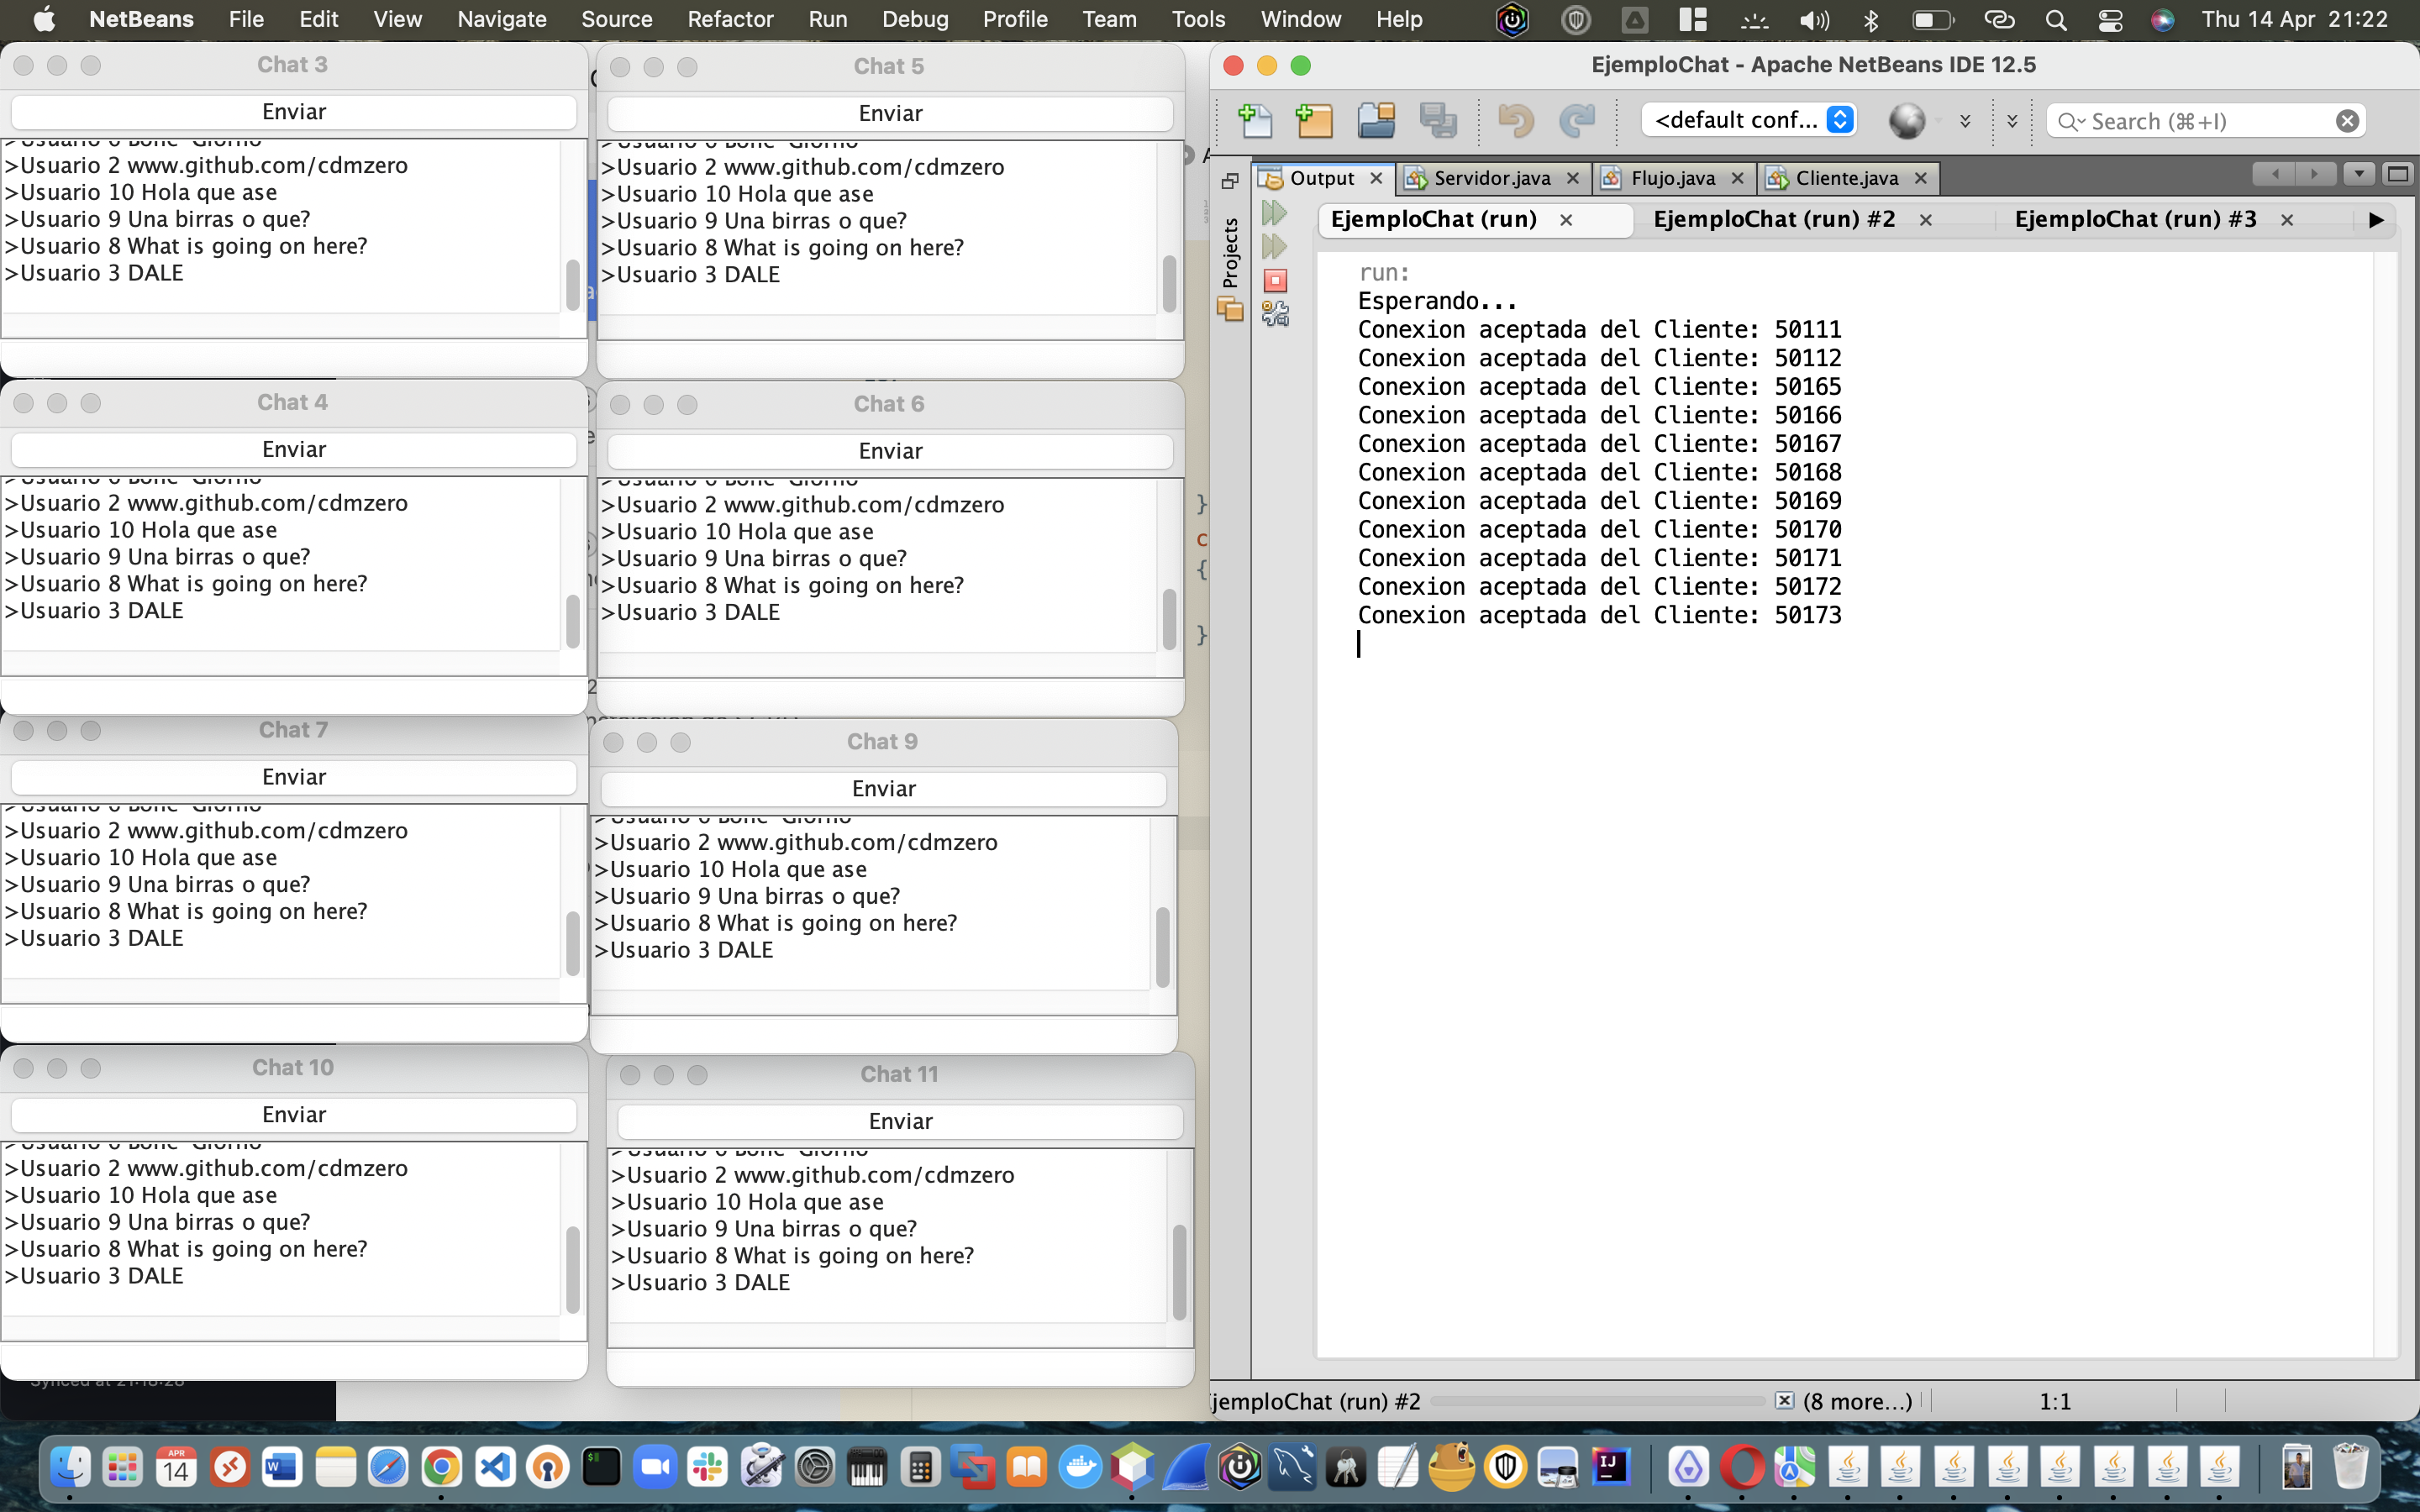 NetBeans File Edit View Navigate Source Refactor Run Debug Profile Team Tools Window Help Thu 14 Apr 21:22
Chat 3
Enviar
>Usuario 2 www.github.com/cdmzero
>Usuario 10 Hola que ase
>Usuario 9 Una birras o que?
>Usuario 8 What is going on here?
>Usuario 3 DALE
Chat 5
Enviar
>Usuario 2 www.github.com/cdmzero
>Usuario 10 Hola que ase
>Usuario 9 Una birras o que?
>Usuario 8 What is going on here?
>Usuario 3 DALE
Chat 4
Enviar
>Usuario 2 www.github.com/cdmzero
>Usuario 10 Hola que ase
>Usuario 9 Una birras o que?
>Usuario 8 What is going on here?
>Usuario 3 DALE
Chat 6
Enviar
>Usuario 2 www.github.com/cdmzero
>Usuario 10 Hola que ase
>Usuario 9 Una birras o que?
>Usuario 8 What is going on here?
>Usuario 3 DALE
Chat 7
Enviar
>Usuario 2 www.github.com/cdmzero
>Usuario 10 Hola que ase
>Usuario 9 Una birras o que?
>Usuario 8 What is going on here?
>Usuario 3 DALE
Chat 9
Enviar
>Usuario 2 www.github.com/cdmzero
>Usuario 10 Hola que ase
>Usuario 9 Una birras o que?
>Usuario 8 What is going on here?
>Usuario 3 DALE
Chat 10
Enviar
>Usuario 2 www.github.com/cdmzero
>Usuario 10 Hola que ase
>Usuario 9 Una birras o que?
>Usuario 8 What is going on here?
>Usuario 3 DALE
Chat 11
Enviar
>Usuario 2 www.github.com/cdmzero
>Usuario 10 Hola que ase
>Usuario 9 Una birras o que?
>Usuario 8 What is going on here?
>Usuario 3 DALE
EjemploChat - Apache NetBeans IDE 12.5
<default conf... Search (⌘+I)
Output Servidor.java Flujo.java Cliente.java
Projects
EjemploChat (run) EjemploChat (run) #2 EjemploChat (run) #3
run:
Esperando...
Conexion aceptada del Cliente: 50111
Conexion aceptada del Cliente: 50112
Conexion aceptada del Cliente: 50165
Conexion aceptada del Cliente: 50166
Conexion aceptada del Cliente: 50167
Conexion aceptada del Cliente: 50168
Conexion aceptada del Cliente: 50169
Conexion aceptada del Cliente: 50170
Conexion aceptada del Cliente: 50171
Conexion aceptada del Cliente: 50172
Conexion aceptada del Cliente: 50173
jemploChat (run) #2 (8 more...) 1:1
APR
14